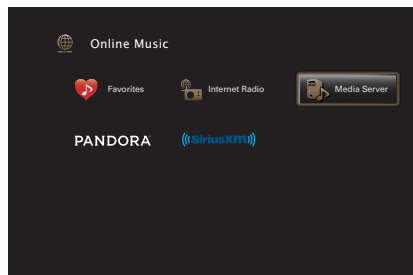 Online Music
Favorites
Internet Radio
Media Server
PANDORA
((SiriusXM))